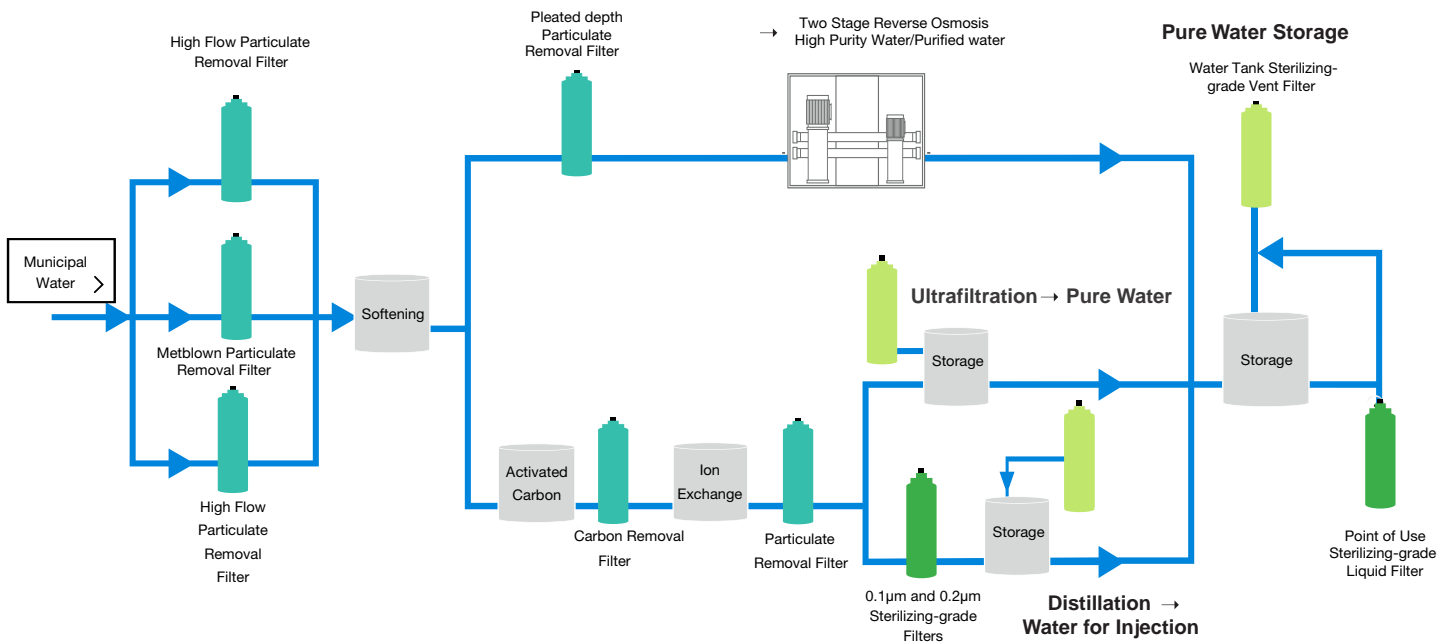 High Flow Particulate
Removal Filter
Pleated depth
Particulate
Removal Filter
→ Two Stage Reverse Osmosis
High Purity Water/Purified water
Pure Water Storage
Water Tank Sterilizing-
grade Vent Filter
Municipal
Water
Softening
Metblown Particulate
Removal Filter
High Flow
Particulate
Removal
Filter
Ultrafiltration → Pure Water
Storage
Storage
Activated
Carbon
Carbon Removal
Filter
Ion
Exchange
Particulate
Removal Filter
0.1µm and 0.2µm
Sterilizing-grade
Filters
Storage
Distillation →
Water for Injection
Point of Use
Sterilizing-grade
Liquid Filter